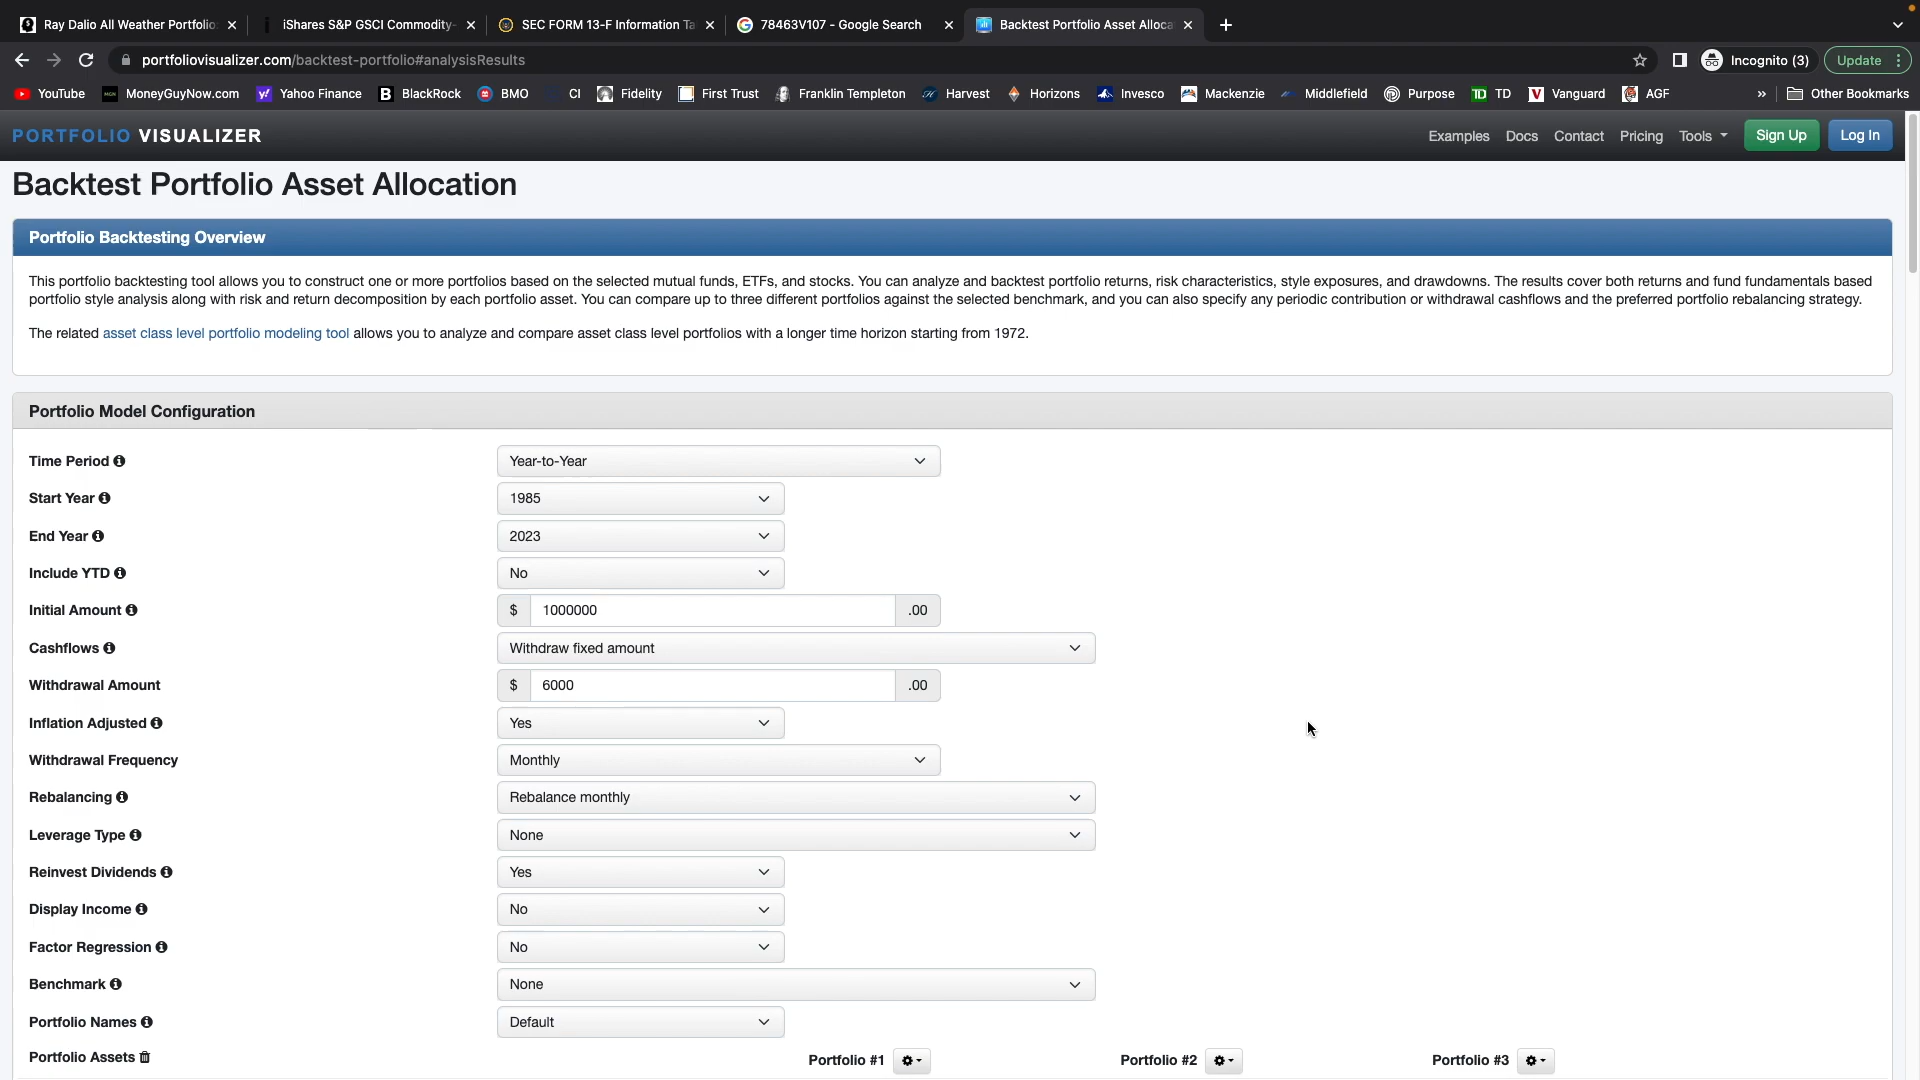 Ray Dalio All Weather Portfolio:
iShares S&P GSCI Commodity-
SEC FORM 13-F Information Ta
78463V107 - Google Search
Backtest Portfolio Asset Alloca
portfoliovisualizer.com/backtest-portfolio#analysisResults
Incognito (3)
Update
YouTube
MoneyGuyNow.com
Yahoo Finance
BlackRock
BMO
CI
Fidelity
First Trust
Franklin Templeton
Harvest
Horizons
Invesco
Mackenzie
Middlefield
Purpose
TD
Vanguard
AGF
»
Other Bookmarks
PORTFOLIO VISUALIZER
Examples
Docs
Contact
Pricing
Tools
Sign Up
Log In
Backtest Portfolio Asset Allocation
Portfolio Backtesting Overview
This portfolio backtesting tool allows you to construct one or more portfolios based on the selected mutual funds, ETFs, and stocks. You can analyze and backtest portfolio returns, risk characteristics, style exposures, and drawdowns. The results cover both returns and fund fundamentals based
portfolio style analysis along with risk and return decomposition by each portfolio asset. You can compare up to three different portfolios against the selected benchmark, and you can also specify any periodic contribution or withdrawal cashflows and the preferred portfolio rebalancing strategy.
The related asset class level portfolio modeling tool allows you to analyze and compare asset class level portfolios with a longer time horizon starting from 1972.
Portfolio Model Configuration
Time Period Year-to-Year
Start Year 1985
End Year 2023
Include YTD No
Initial Amount $ 1000000 .00
Cashflows Withdraw fixed amount
Withdrawal Amount $ 6000 .00
Inflation Adjusted Yes
Withdrawal Frequency Monthly
Rebalancing Rebalance monthly
Leverage Type None
Reinvest Dividends Yes
Display Income No
Factor Regression No
Benchmark None
Portfolio Names Default
Portfolio Assets Portfolio #1 Portfolio #2 Portfolio #3